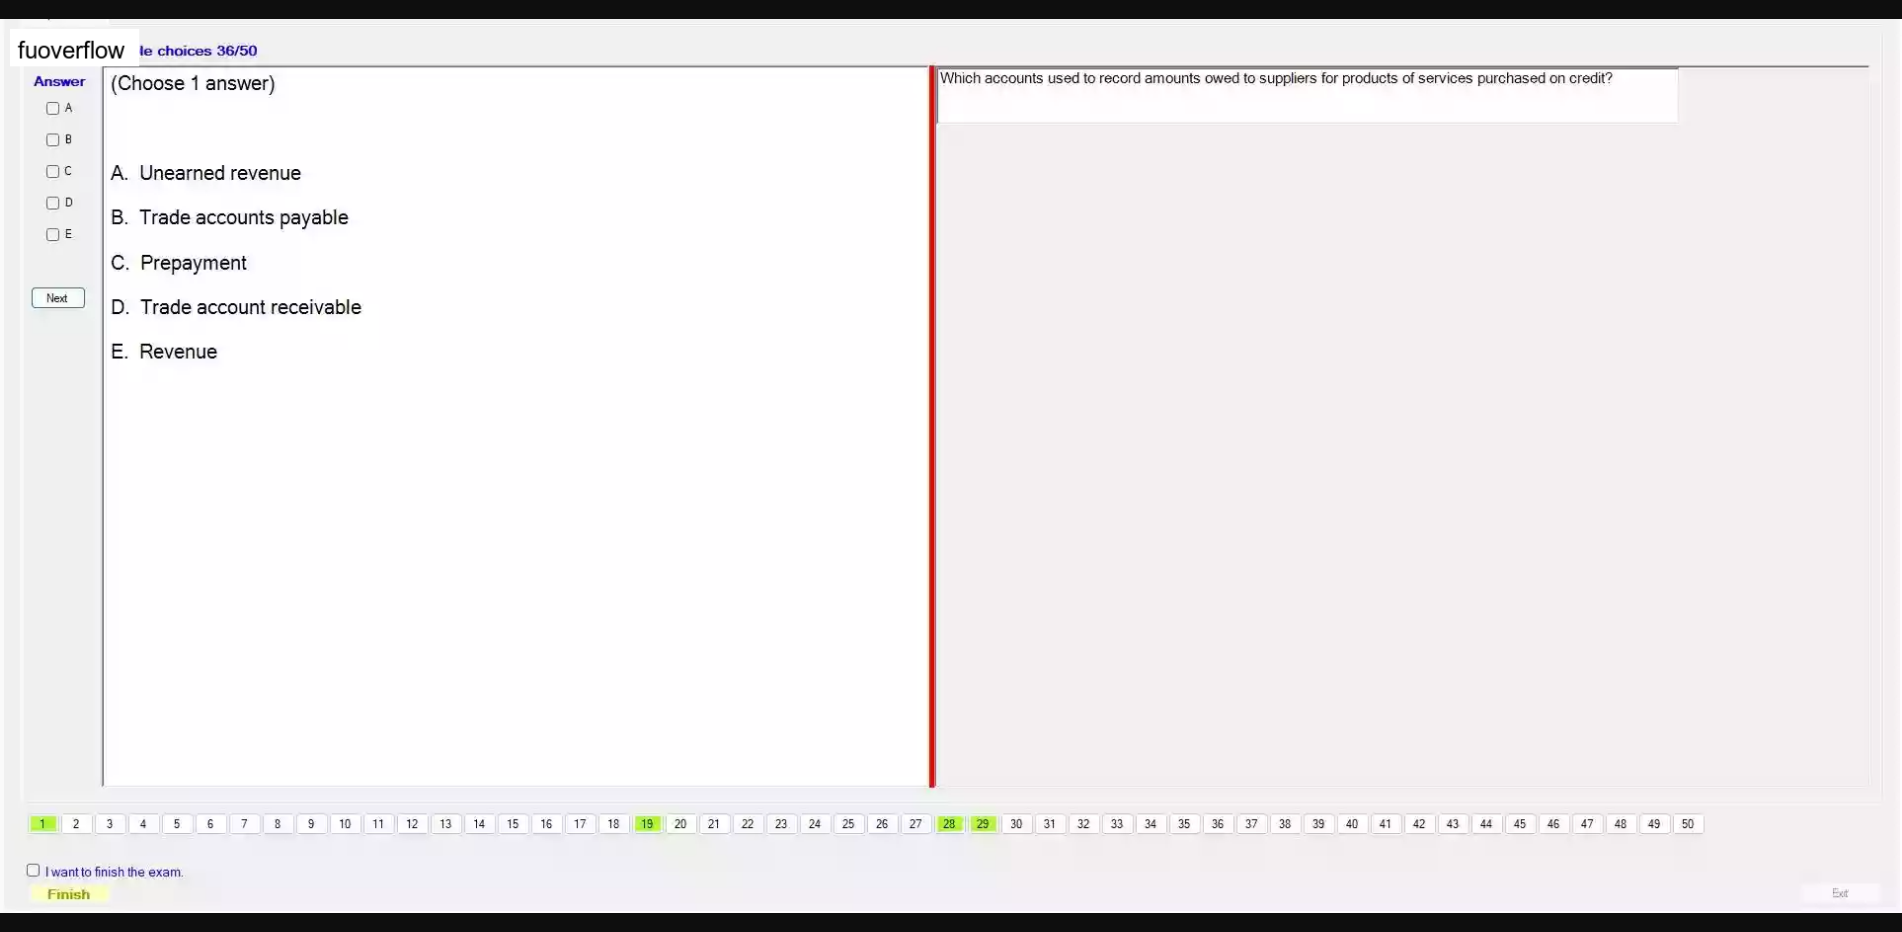 fuoverflow
le choices 36/50
Answer
(Choose 1 answer)
Which accounts used to record amounts owed to suppliers for products of services purchased on credit?
A
B
C
D
E
Next
A. Unearned revenue
B. Trade accounts payable
C. Prepayment
D. Trade account receivable
E. Revenue
1 2 3 4 5 6 7 8 9 10 11 12 13 14 15 16 17 18 19 20 21 22 23 24 25 26 27 28 29 30 31 32 33 34 35 36 37 38 39 40 41 42 43 44 45 46 47 48 49 50
I want to finish the exam.
Finish
Exit